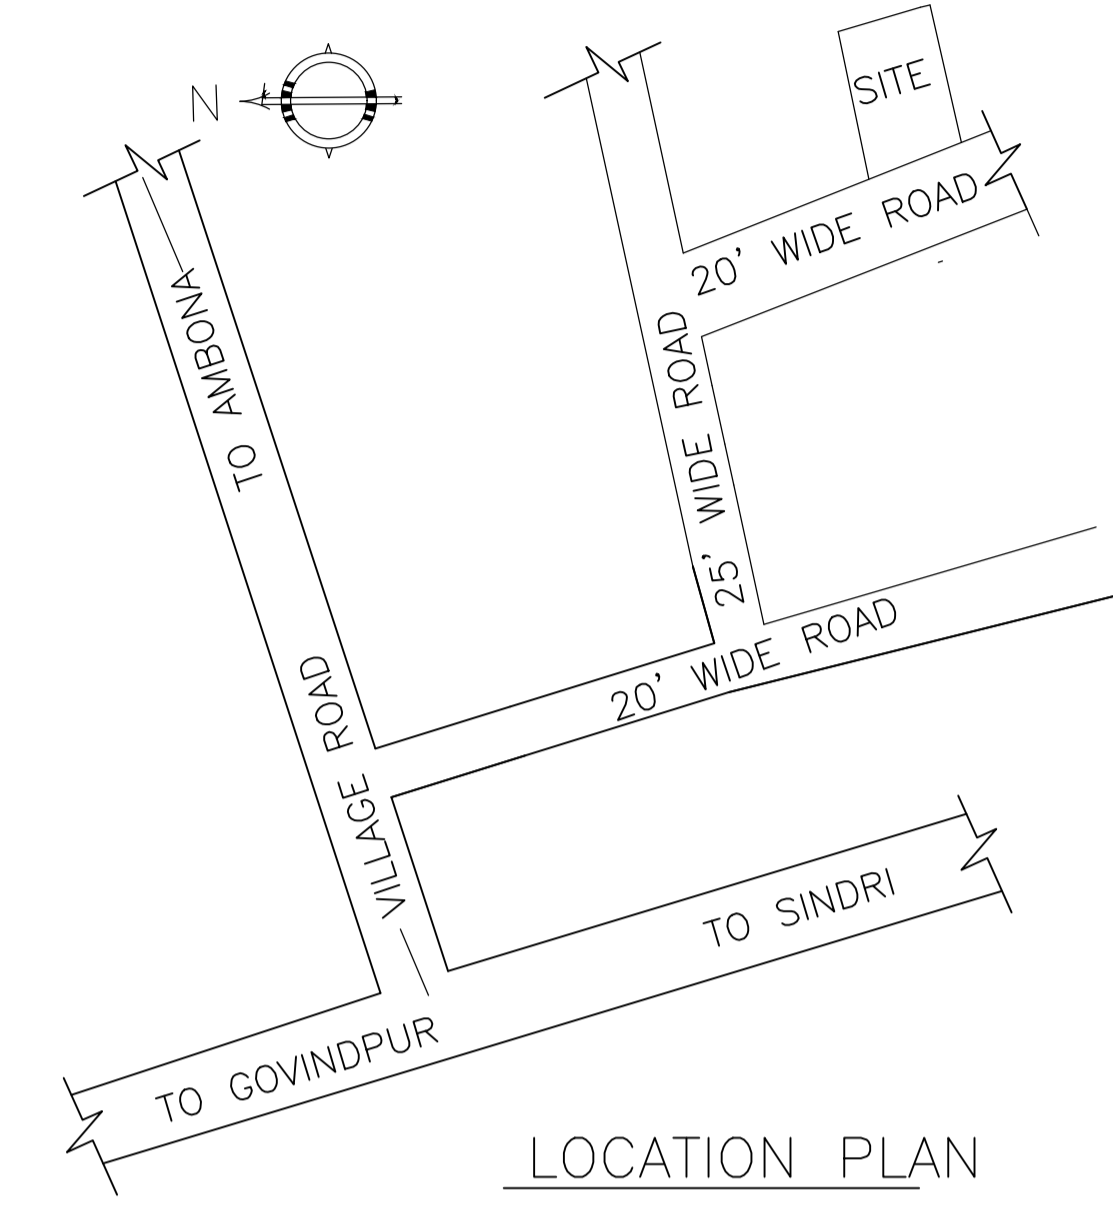 N
SITE
20' WIDE ROAD
TO AMBONA
25' WIDE ROAD
20' WIDE ROAD
VILLAGE ROAD
TO SINDRI
TO GOVINDPUR
LOCATION PLAN